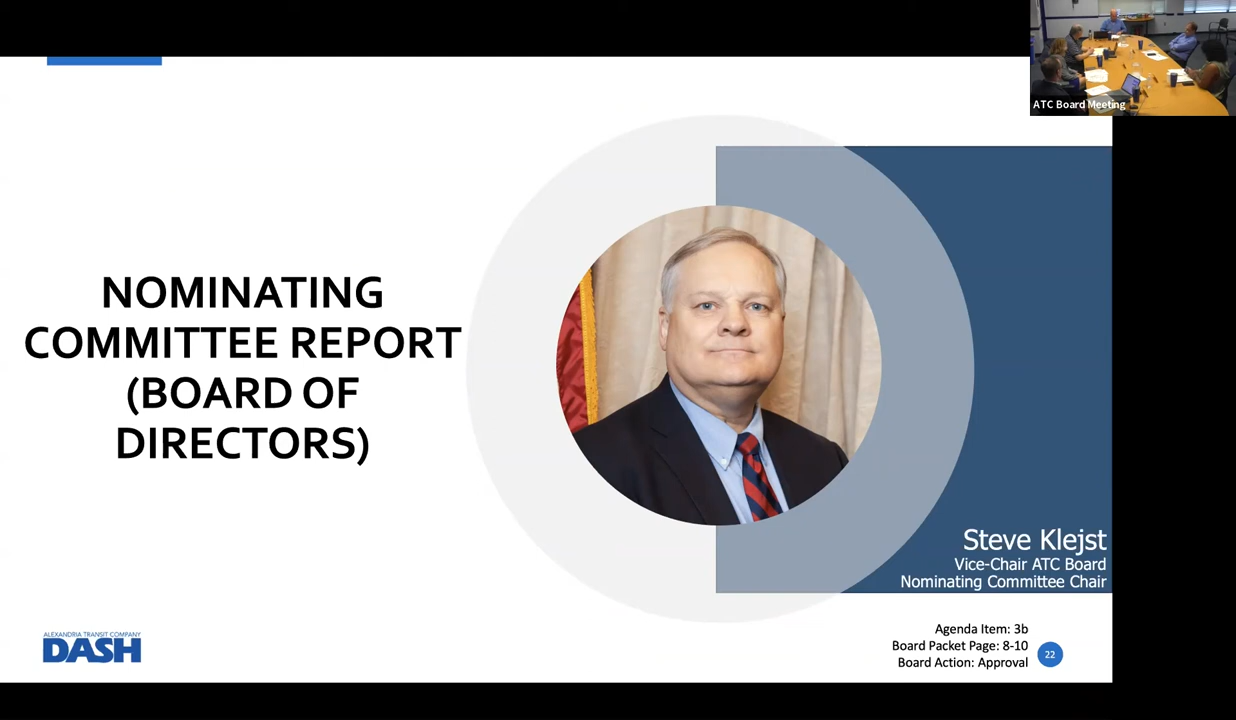 ATC Board Meeting
NOMINATING
COMMITTEE REPORT
(BOARD OF
DIRECTORS)
Steve Klejst
Vice-Chair ATC Board
Nominating Committee Chair
ALEXANDRIA TRANSIT COMPANY
DASH
Agenda Item: 3b
Board Packet Page: 8-10
Board Action: Approval
22